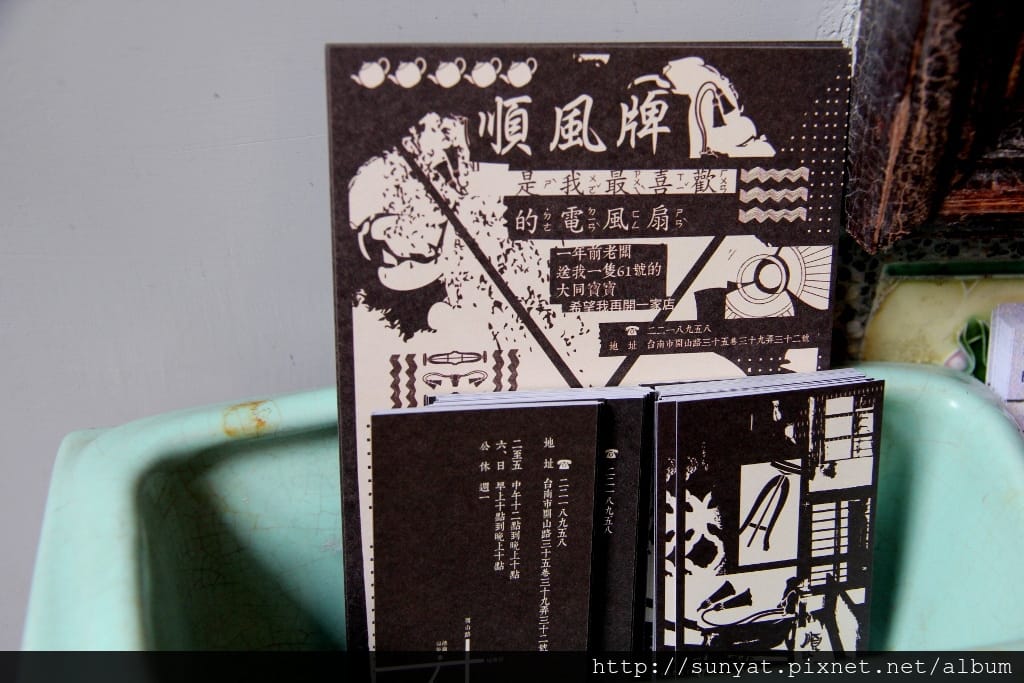 順風牌
是我最喜歡
的電風扇
一年前老闆
送我一隻61號的
大同寶寶
希望我再開一家店
☎ 二二一八九五八
地 址 台南市開山路三十五巷三十九弄三十二號
☎ 二二一八九五八
地 址 台南市開山路三十五巷三十九弄三十二號
二至五 中午十二點到晚上十點
六、日 早上十點到晚上十點
公 休 週一
開山路
☎ 二二一八九五八
順
http://sunyat.pixnet.net/album